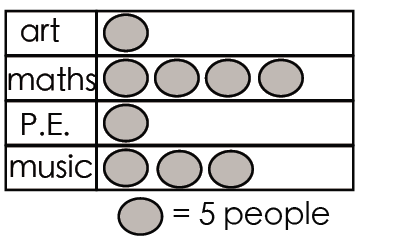 art
maths
P.E.
music
= 5 people